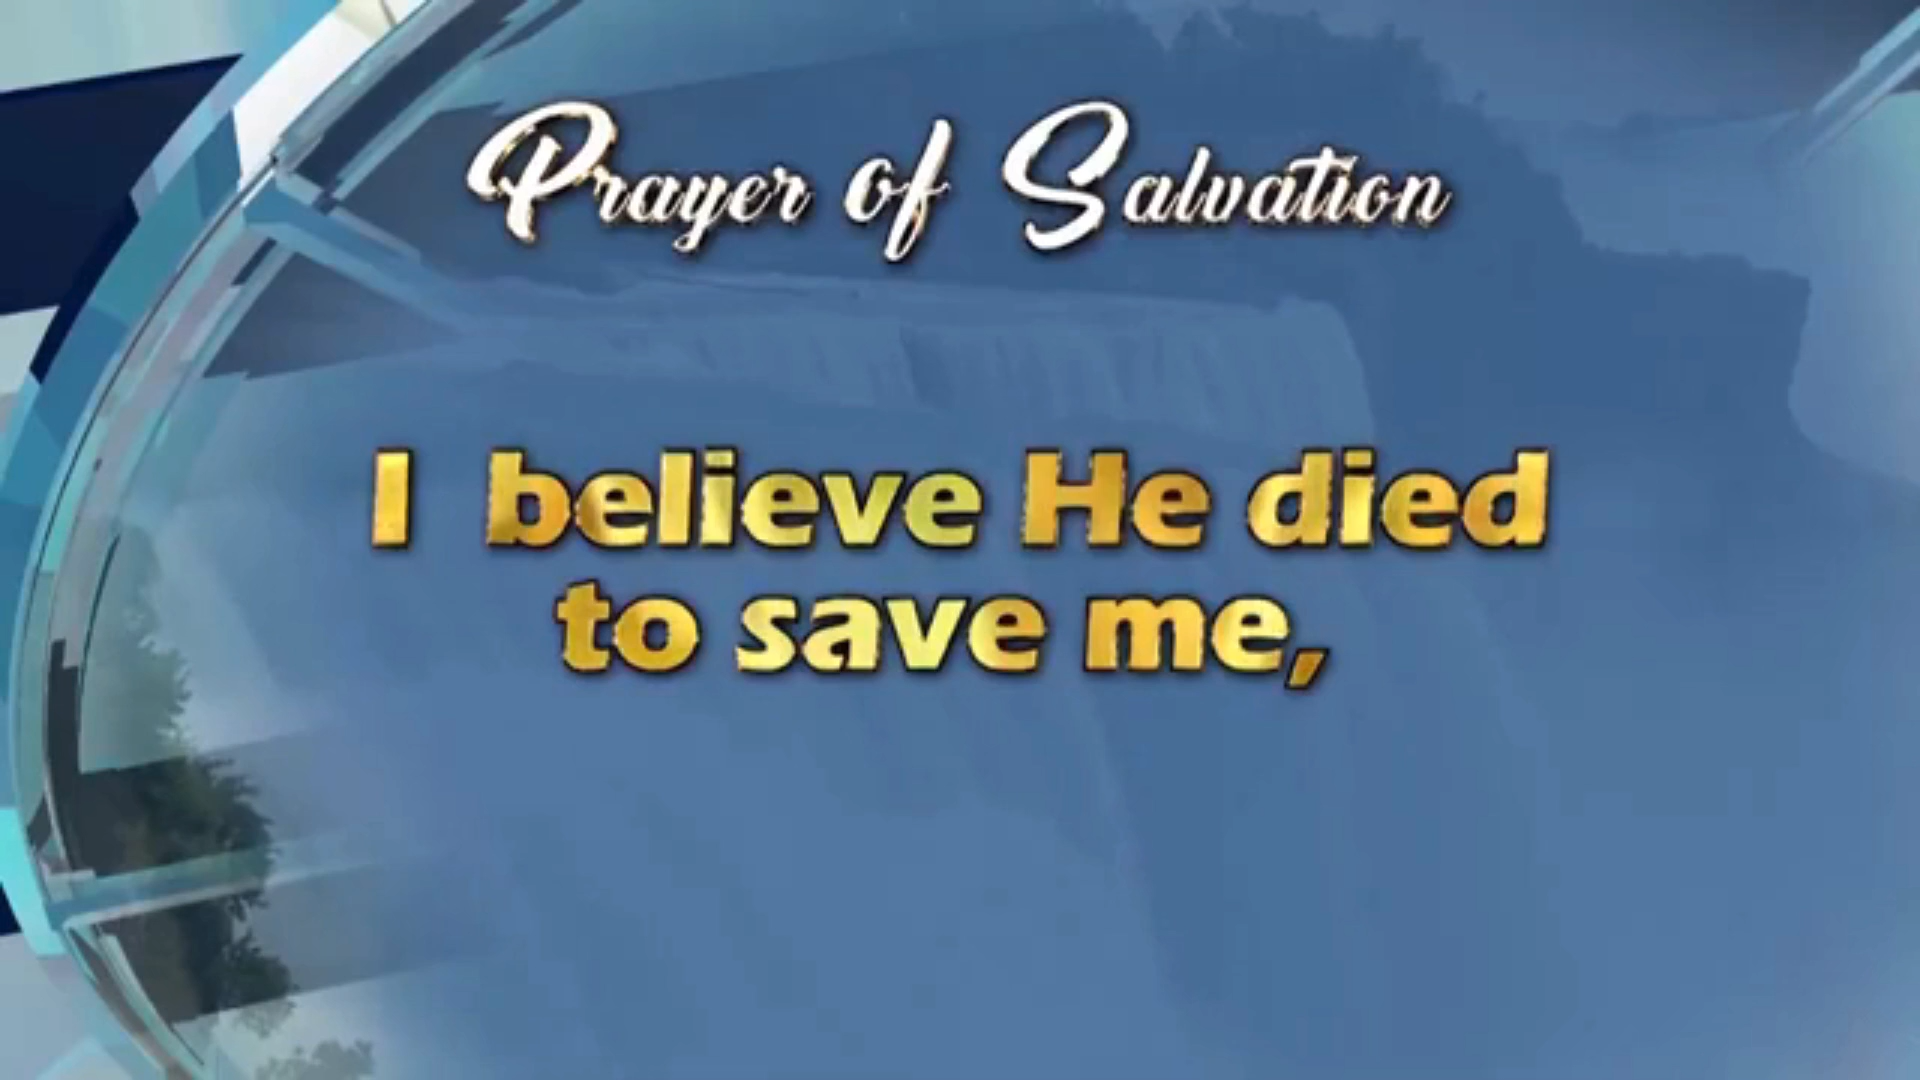 Prayer of Salvation
I believe He died
to save me,